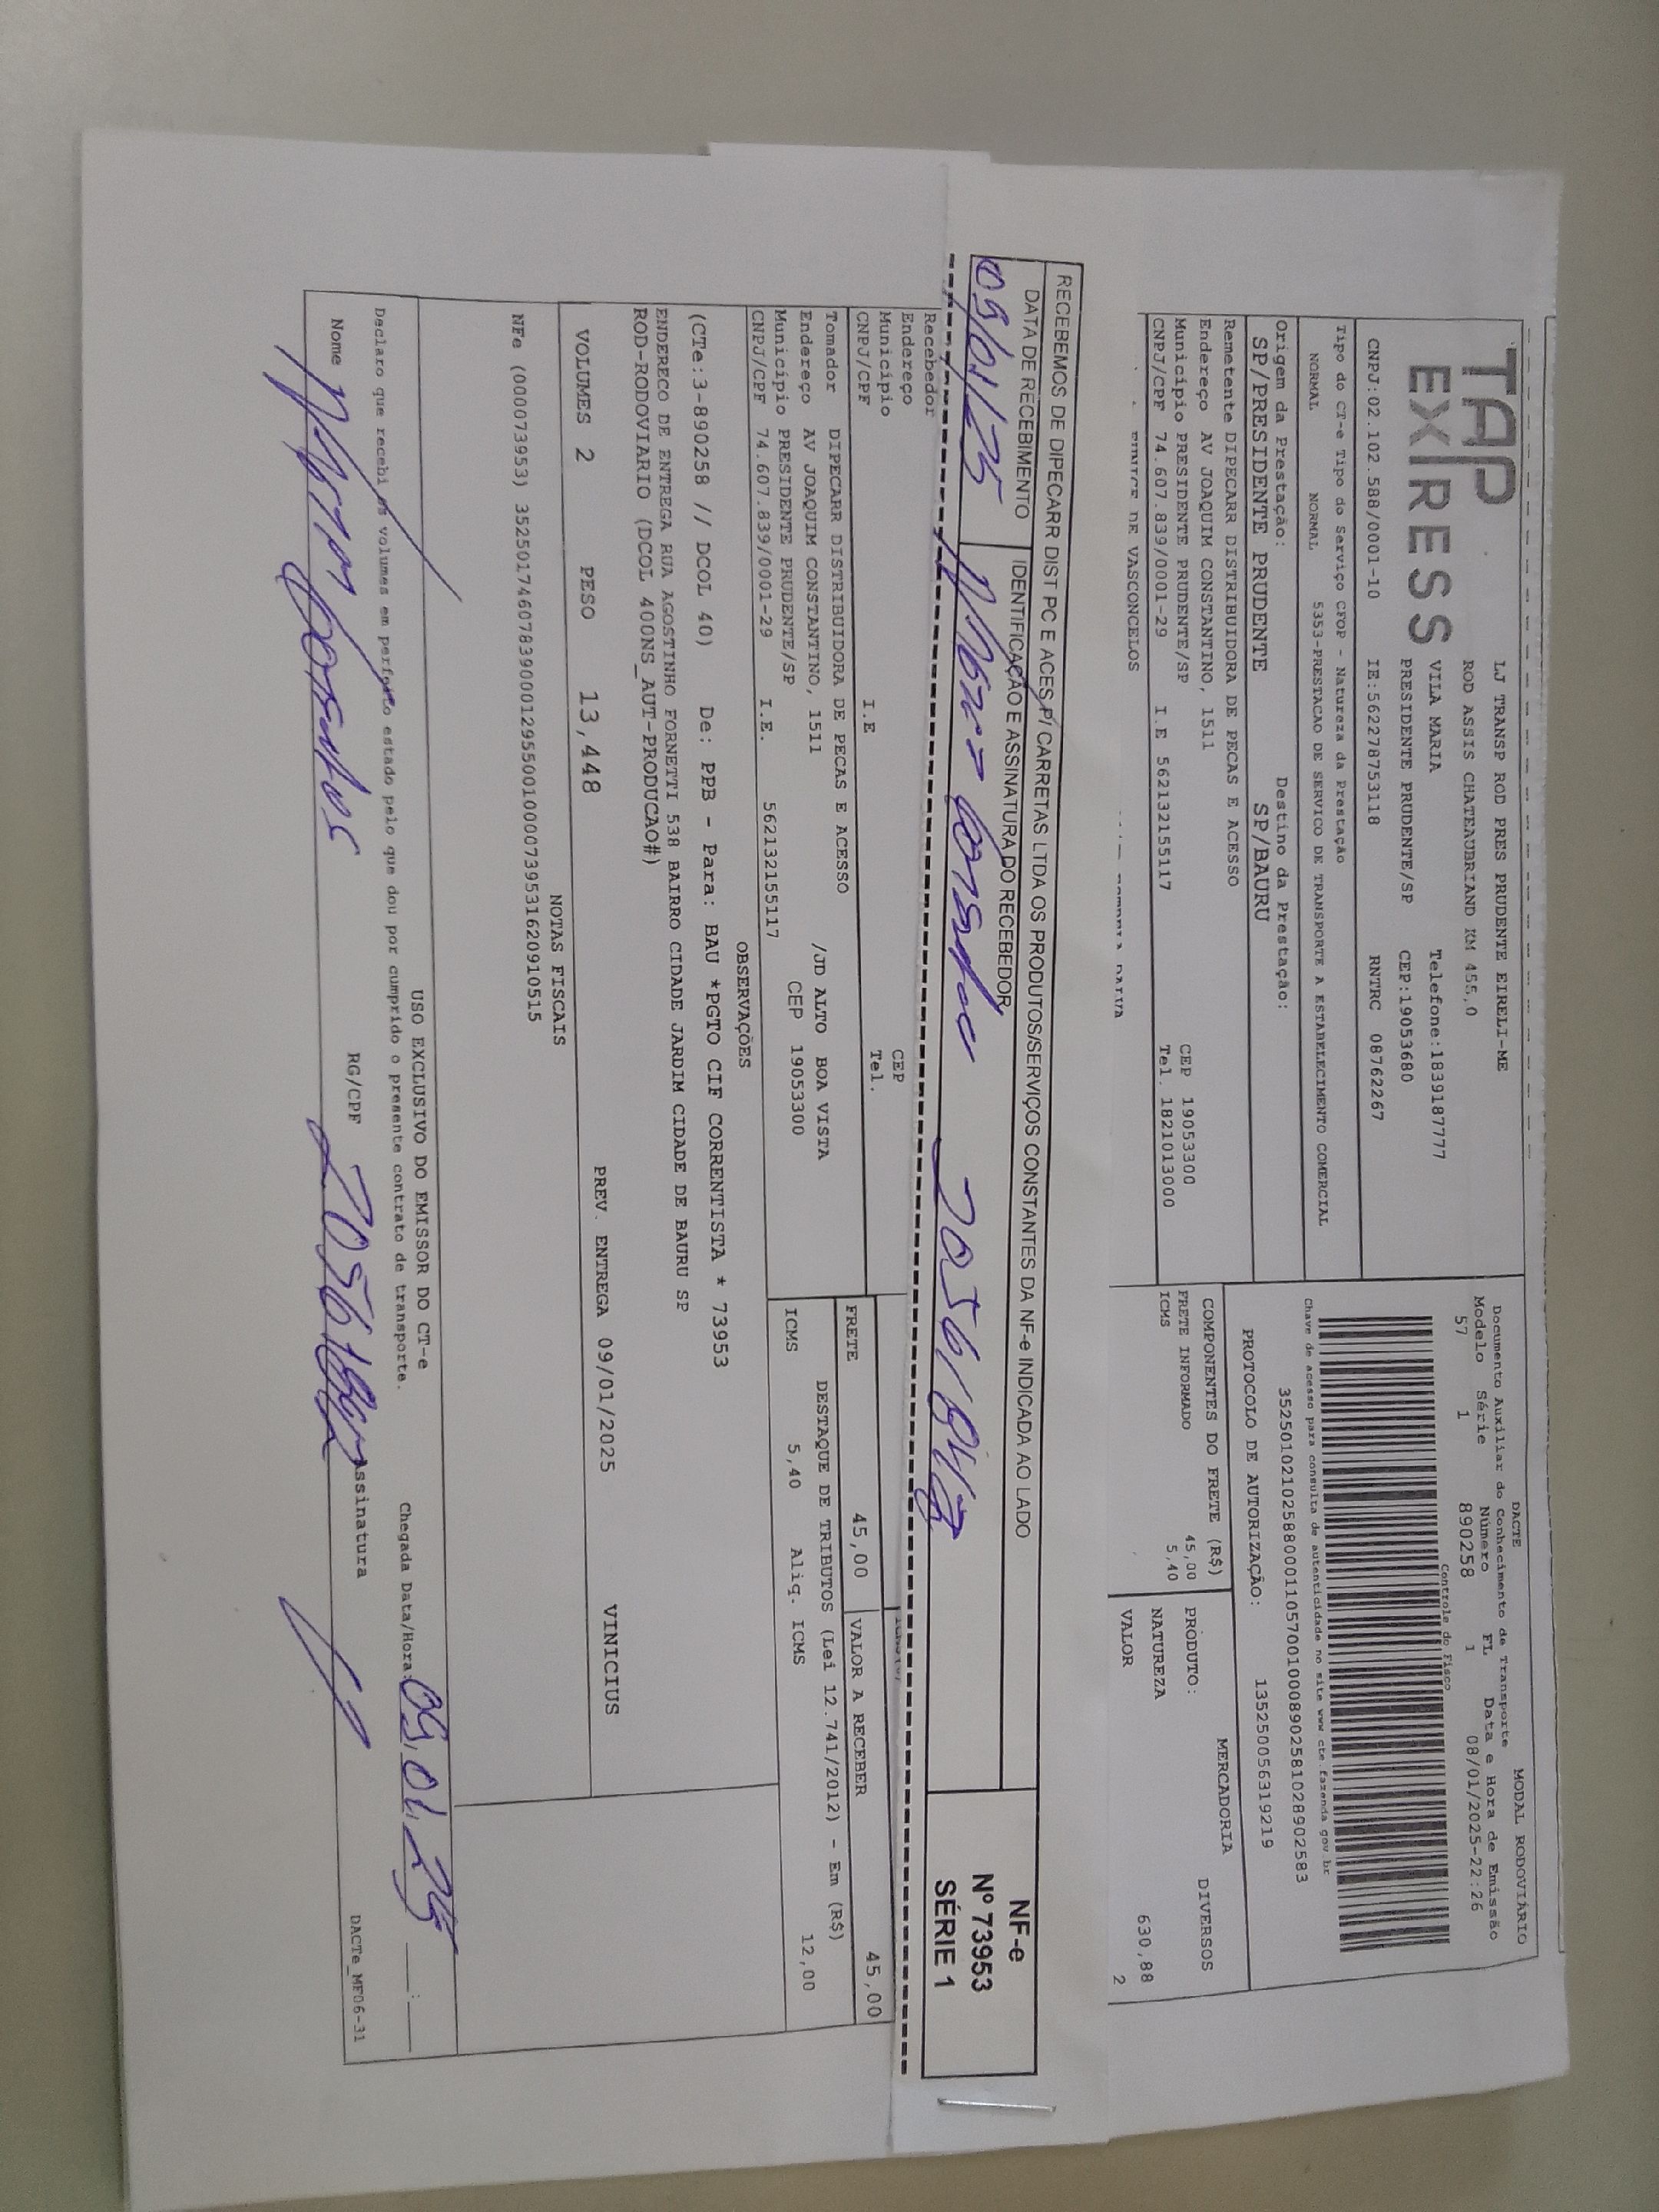 TAP
EXPRESS
LJ TRANSP ROD PRES PRUDENTE EIRELI-ME
ROD ASSIS CHATEAUBRIAND KM 455,0
VILA MARIA Telefone:1839187777
PRESIDENTE PRUDENTE/SP CEP:19053680
CNPJ:02.102.588/0001-10 IE:562278753118 RNTRC 08762267
Tipo do CT-e Tipo do Serviço CFOP - Natureza da Prestação
NORMAL NORMAL 5353-PRESTACAO DE SERVICO DE TRANSPORTE A ESTABELECIMENTO COMERCIAL
Origem da Prestação: Destino da Prestação:
SP/PRESIDENTE PRUDENTE SP/BAURU
Remetente DIPECARR DISTRIBUIDORA DE PECAS E ACESSO
Endereço AV JOAQUIM CONSTANTINO, 1511
Município PRESIDENTE PRUDENTE/SP CEP 19053300
CNPJ/CPF 74.607.839/0001-29 I.E 562132155117 Tel. 1821013000
DE VASCONCELOS
DACTE MODAL RODOVIÁRIO
Documento Auxiliar do Conhecimento de Transporte
Modelo Série Número FL Data e Hora de Emissão
57 1 890258 1 08/01/2025-22:26
Controle do Fisco
Chave de acesso para consulta de autenticidade no site www cte fazenda gov br
35250102102588000110570010008902581028902583
PROTOCOLO DE AUTORIZAÇÃO: 135250056319219
COMPONENTES DO FRETE (R$)
FRETE INFORMADO 45,00
ICMS 5,40
MERCADORIA
PRODUTO: DIVERSOS
NATUREZA
VALOR 630,88
2
RECEBEMOS DE DIPECARR DIST PC E ACES P/ CARRETAS LTDA OS PRODUTOS/SERVIÇOS CONSTANTES DA NF-e INDICADA AO LADO
DATA DE RECEBIMENTO IDENTIFICAÇÃO E ASSINATURA DO RECEBEDOR
09/01/25
NF-e
Nº 73953
SÉRIE 1
Recebedor
Endereço CEP
Município Tel.
CNPJ/CPF I.E
Tomador DIPECARR DISTRIBUIDORA DE PECAS E ACESSO
Endereço AV JOAQUIM CONSTANTINO, 1511 /JD ALTO BOA VISTA
Município PRESIDENTE PRUDENTE/SP CEP 19053300
CNPJ/CPF 74.607.839/0001-29 I.E. 562132155117
FRETE 45,00 VALOR A RECEBER 45,00
DESTAQUE DE TRIBUTOS (Lei 12.741/2012) - Em (R$)
ICMS 5,40 Aliq. ICMS 12,00
OBSERVAÇÕES
(CTe:3-890258 // DCOL 40) De: PPB - Para: BAU *PGTO CIF CORRENTISTA * 73953
ENDERECO DE ENTREGA RUA AGOSTINHO FORNETTI 538 BAIRRO CIDADE JARDIM CIDADE DE BAURU SP
ROD-RODOVIARIO (DCOL 400NS_AUT-PRODUCAO#)
VOLUMES 2 PESO 13,448 PREV. ENTREGA 09/01/2025 VINICIUS
NOTAS FISCAIS
NFe (000073953) 35250174607839000129550010000739531620910515
USO EXCLUSIVO DO EMISSOR DO CT-e
Declaro que recebi os volumes em perfeito estado pelo que dou por cumprido o presente contrato de transporte. Chegada Data/Hora: 09,01,25 :
Nome RG/CPF Assinatura
DACTe_MF06-31